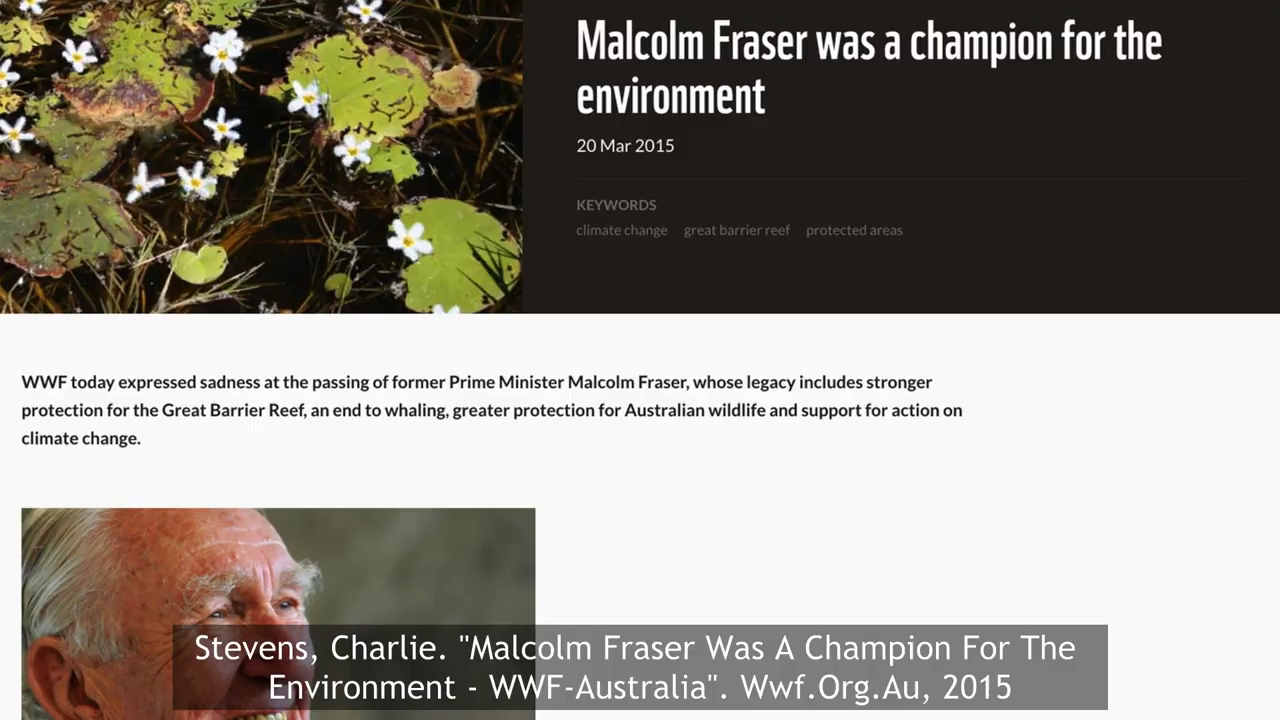 Malcolm Fraser was a champion for the
environment
20 Mar 2015
KEYWORDS
climate change great barrier reef protected areas
WWF today expressed sadness at the passing of former Prime Minister Malcolm Fraser, whose legacy includes stronger
protection for the Great Barrier Reef, an end to whaling, greater protection for Australian wildlife and support for action on
climate change.
Stevens, Charlie. "Malcolm Fraser Was A Champion For The
Environment - WWF-Australia". Wwf.Org.Au, 2015